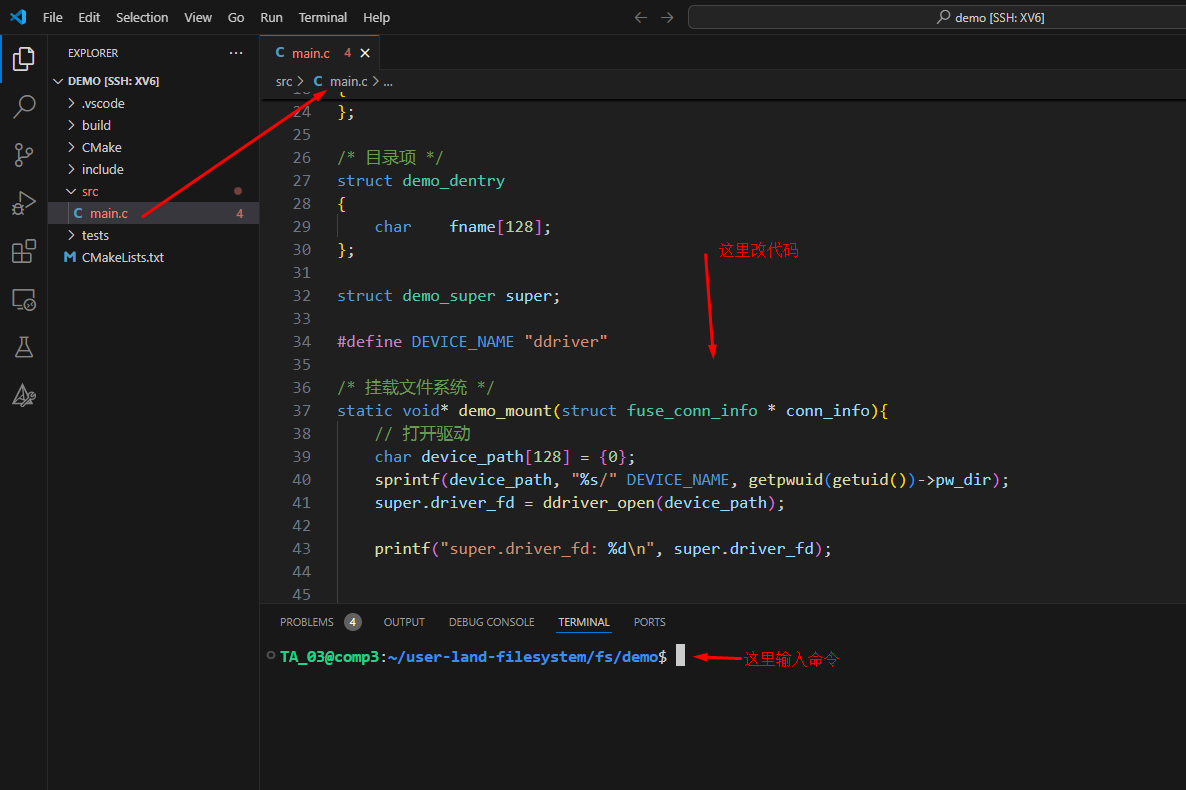 File Edit Selection View Go Run Terminal Help
demo [SSH: XV6]
EXPLORER
DEMO [SSH: XV6]
.vscode
build
CMake
include
src
C main.c 4
tests
M CMakeLists.txt
C main.c 4
src > C main.c > ...
24 };
25
26 /* 目录项 */
27 struct demo_dentry
28 {
29 char fname[128];
30 };
31
32 struct demo_super super;
33
34 #define DEVICE_NAME "ddriver"
35
36 /* 挂载文件系统 */
37 static void* demo_mount(struct fuse_conn_info * conn_info){
38 // 打开驱动
39 char device_path[128] = {0};
40 sprintf(device_path, "%s/" DEVICE_NAME, getpwuid(getuid())->pw_dir);
41 super.driver_fd = ddriver_open(device_path);
42
43 printf("super.driver_fd: %d\n", super.driver_fd);
44
45
这里改代码
PROBLEMS 4 OUTPUT DEBUG CONSOLE TERMINAL PORTS
TA_03@comp3:~/user-land-filesystem/fs/demo$
这里输入命令